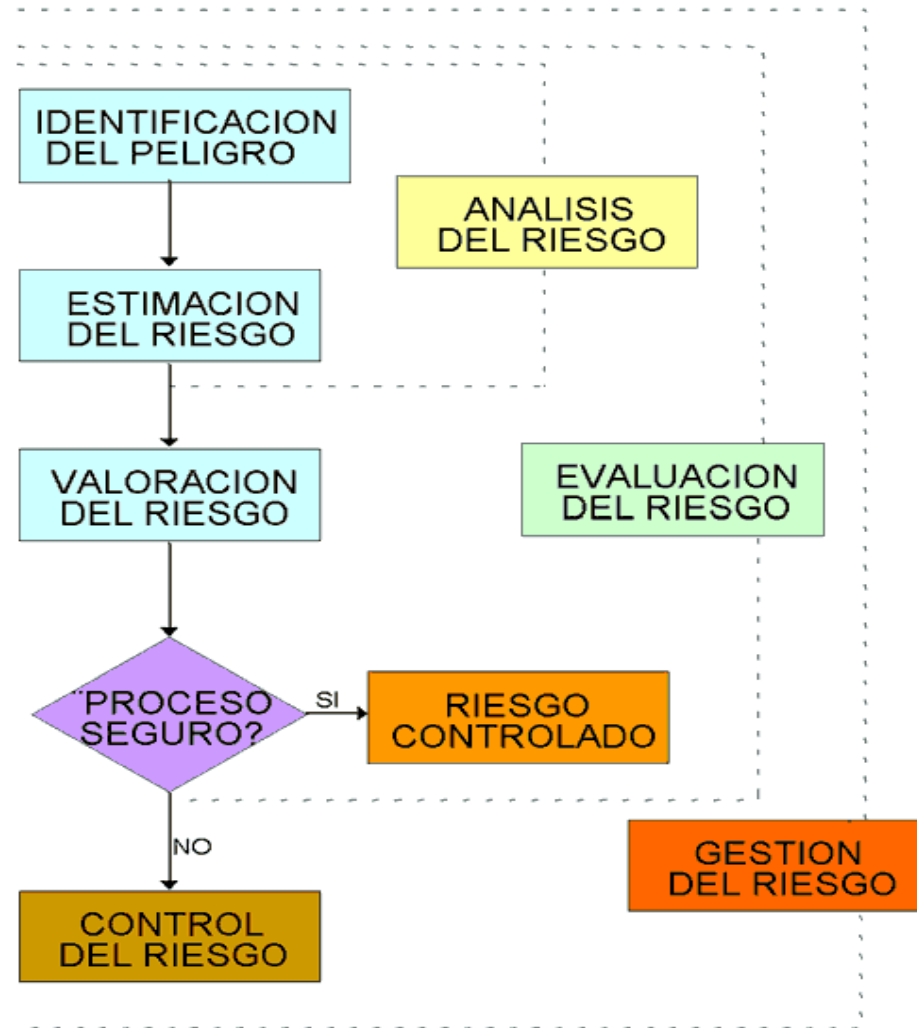 IDENTIFICACION
DEL PELIGRO
ANALISIS
DEL RIESGO
ESTIMACION
DEL RIESGO
VALORACION
DEL RIESGO
EVALUACION
DEL RIESGO
¨PROCESO
SEGURO?
SI
RIESGO
CONTROLADO
NO
GESTION
DEL RIESGO
CONTROL
DEL RIESGO